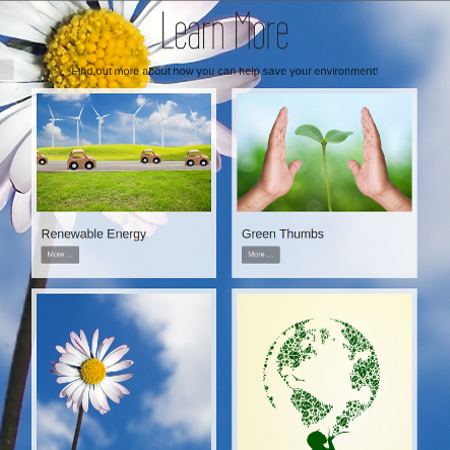 Learn More
Find out more about how you can help save your environment!
Renewable Energy
More ...
Green Thumbs
More ...